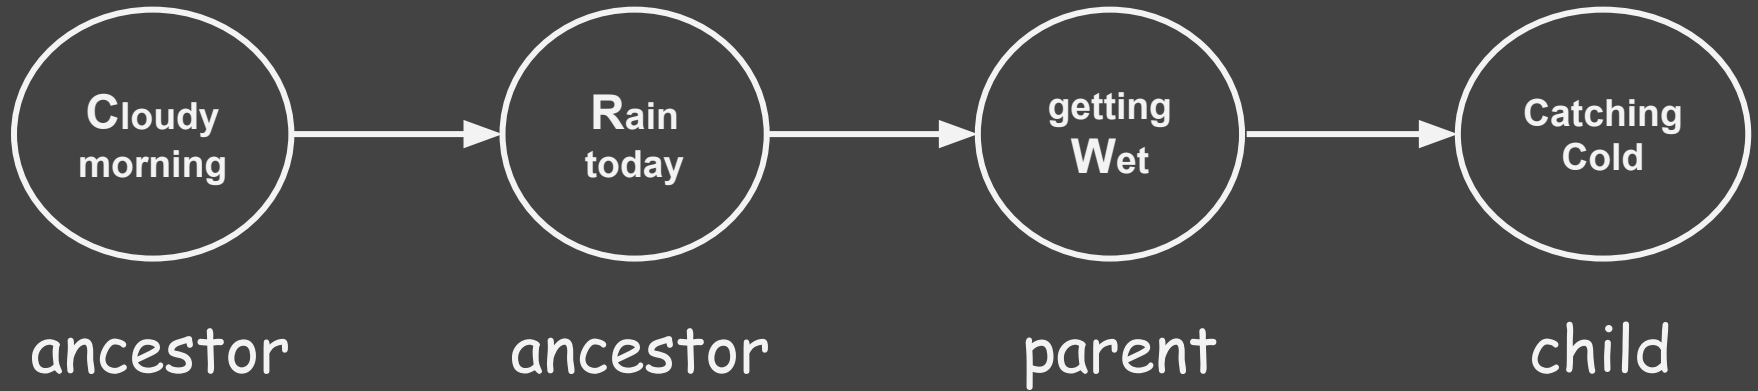 Cloudy
morning
Rain
today
getting
Wet
Catching
Cold
ancestor
ancestor
parent
child